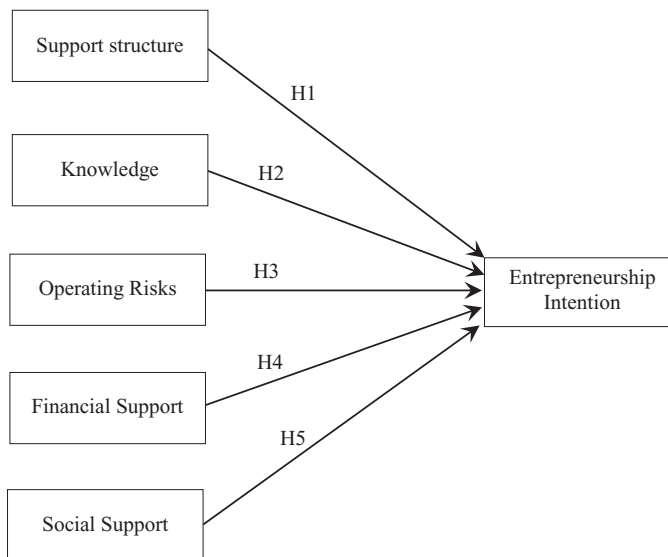 Support structure
H1
Knowledge
H2
Operating Risks
H3
Entrepreneurship
Intention
Financial Support
H4
Social Support
H5